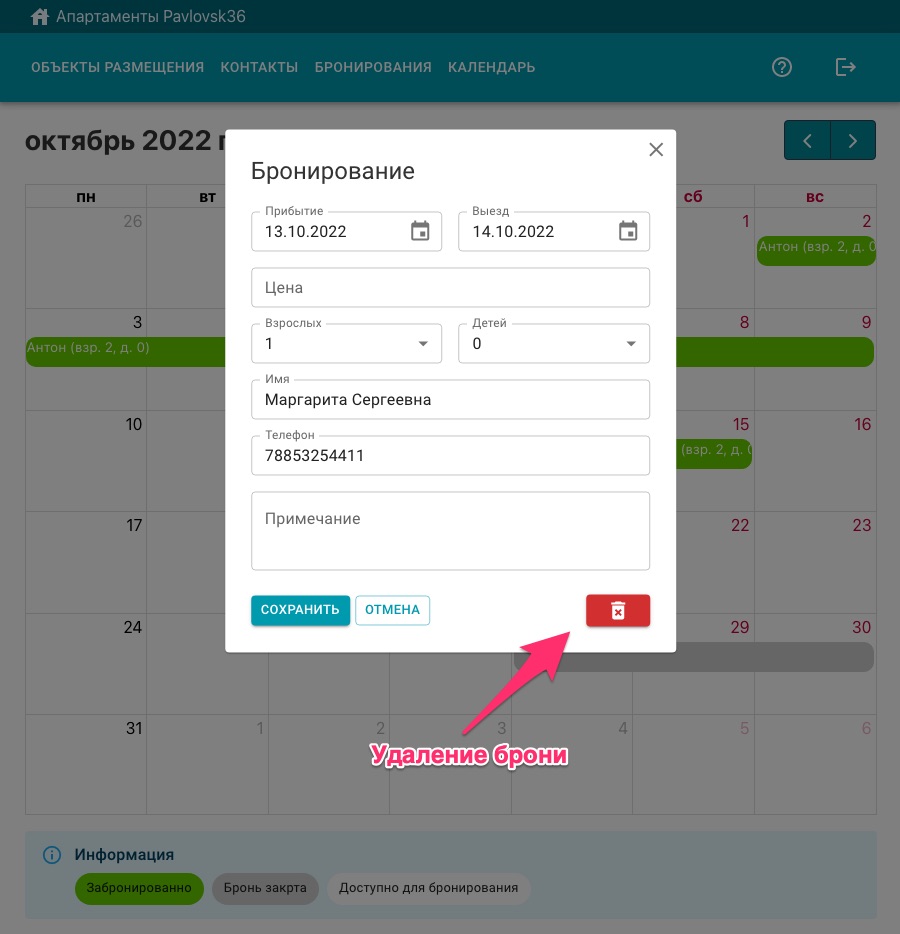 Апартаменты Pavlovsk36
ОБЪЕКТЫ РАЗМЕЩЕНИЯ КОНТАКТЫ БРОНИРОВАНИЯ КАЛЕНДАРЬ
октябрь 2022 г
пн вт сб вс
26 1 2
Антон (взр. 2, д. 0
3 8 9
Антон (взр. 2, д. 0)
10 15 16
(взр. 2, д. 0
17 22 23
24 29 30
31 1 2 3 4 5 6
Бронирование
Прибытие Выезд
13.10.2022 14.10.2022
Цена
Взрослых Детей
1 0
Имя
Маргарита Сергеевна
Телефон
78853254411
Примечание
СОХРАНИТЬ ОТМЕНА
Удаление брони
Информация
Забронированно Бронь закрта Доступно для бронирования